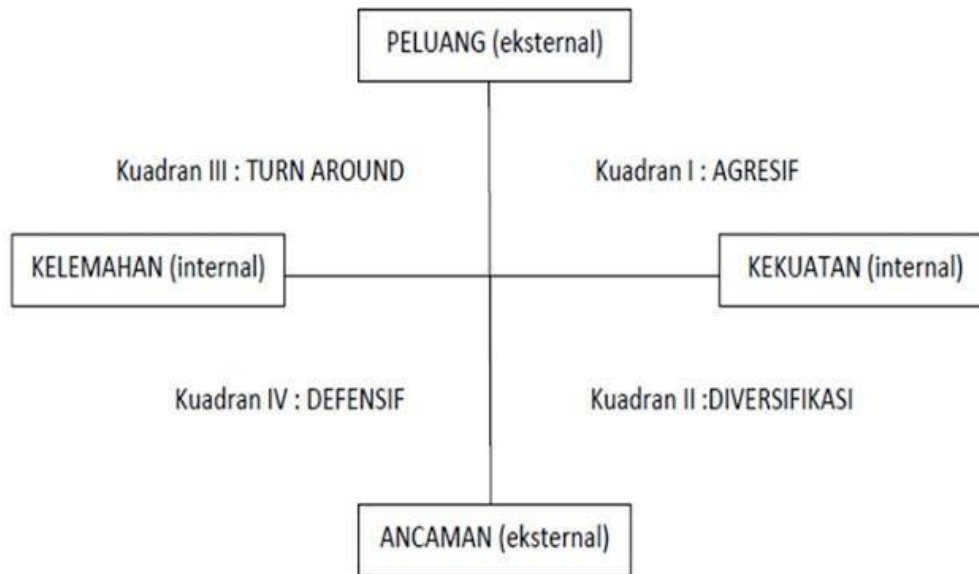 PELUANG (eksternal)
Kuadran III : TURN AROUND
Kuadran I : AGRESIF
KELEMAHAN (internal)
KEKUATAN (internal)
Kuadran IV : DEFENSIF
Kuadran II :DIVERSIFIKASI
ANCAMAN (eksternal)